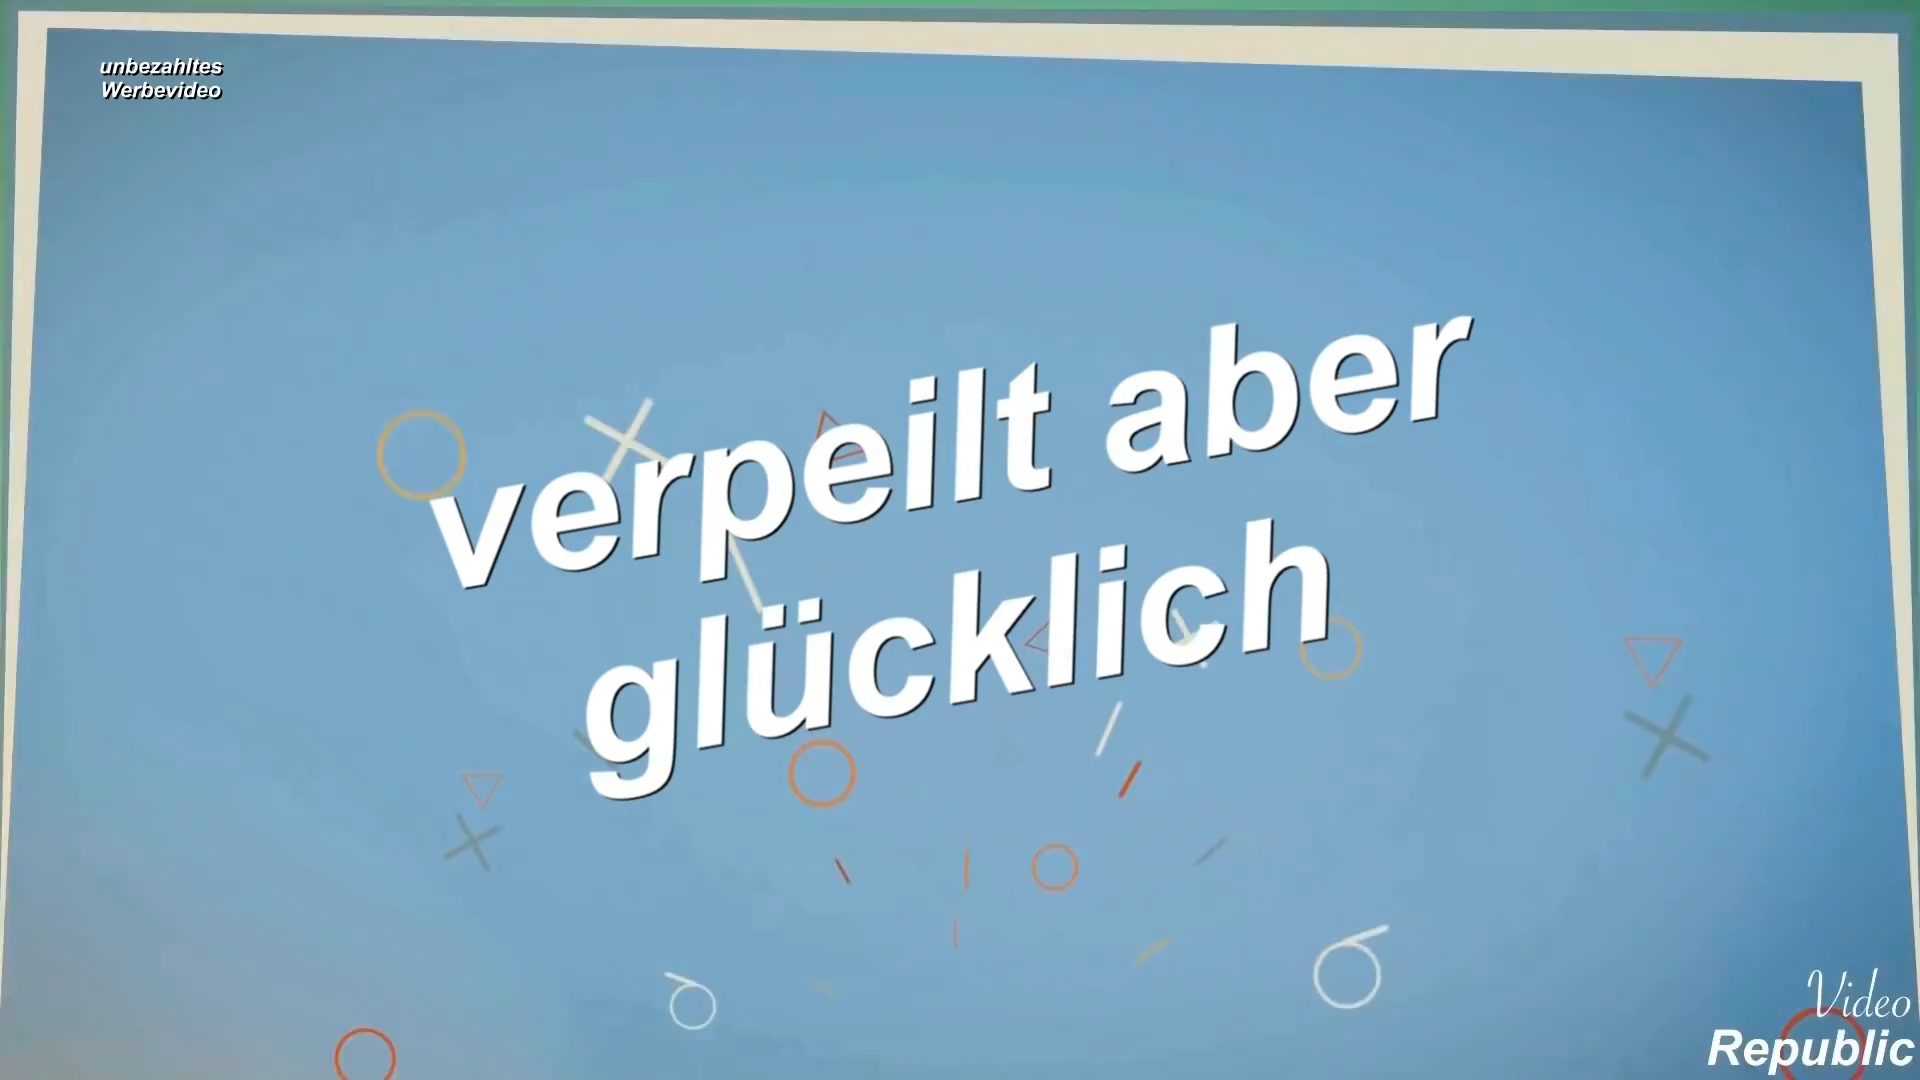 unbezahltes
Werbevideo
verpeilt aber
glücklich
Video
Republic